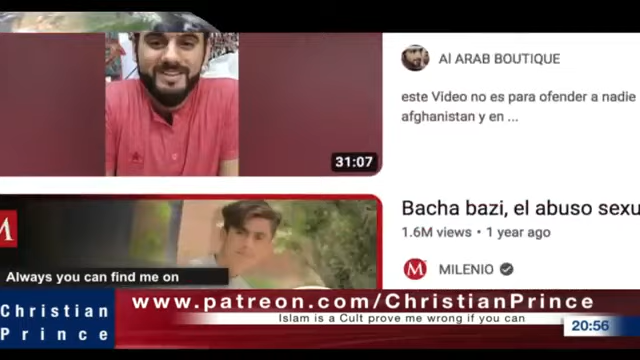 Al ARAB BOUTIQUE
este Video no es para ofender a nadie
afghanistan y en ...
31:07
Bacha bazi, el abuso sexu
1.6M views • 1 year ago
M
MILENIO
Always you can find me on
www.patreon.com/ChristianPrince
Christian
Prince
Islam is a Cult prove me wrong if you can
20:56